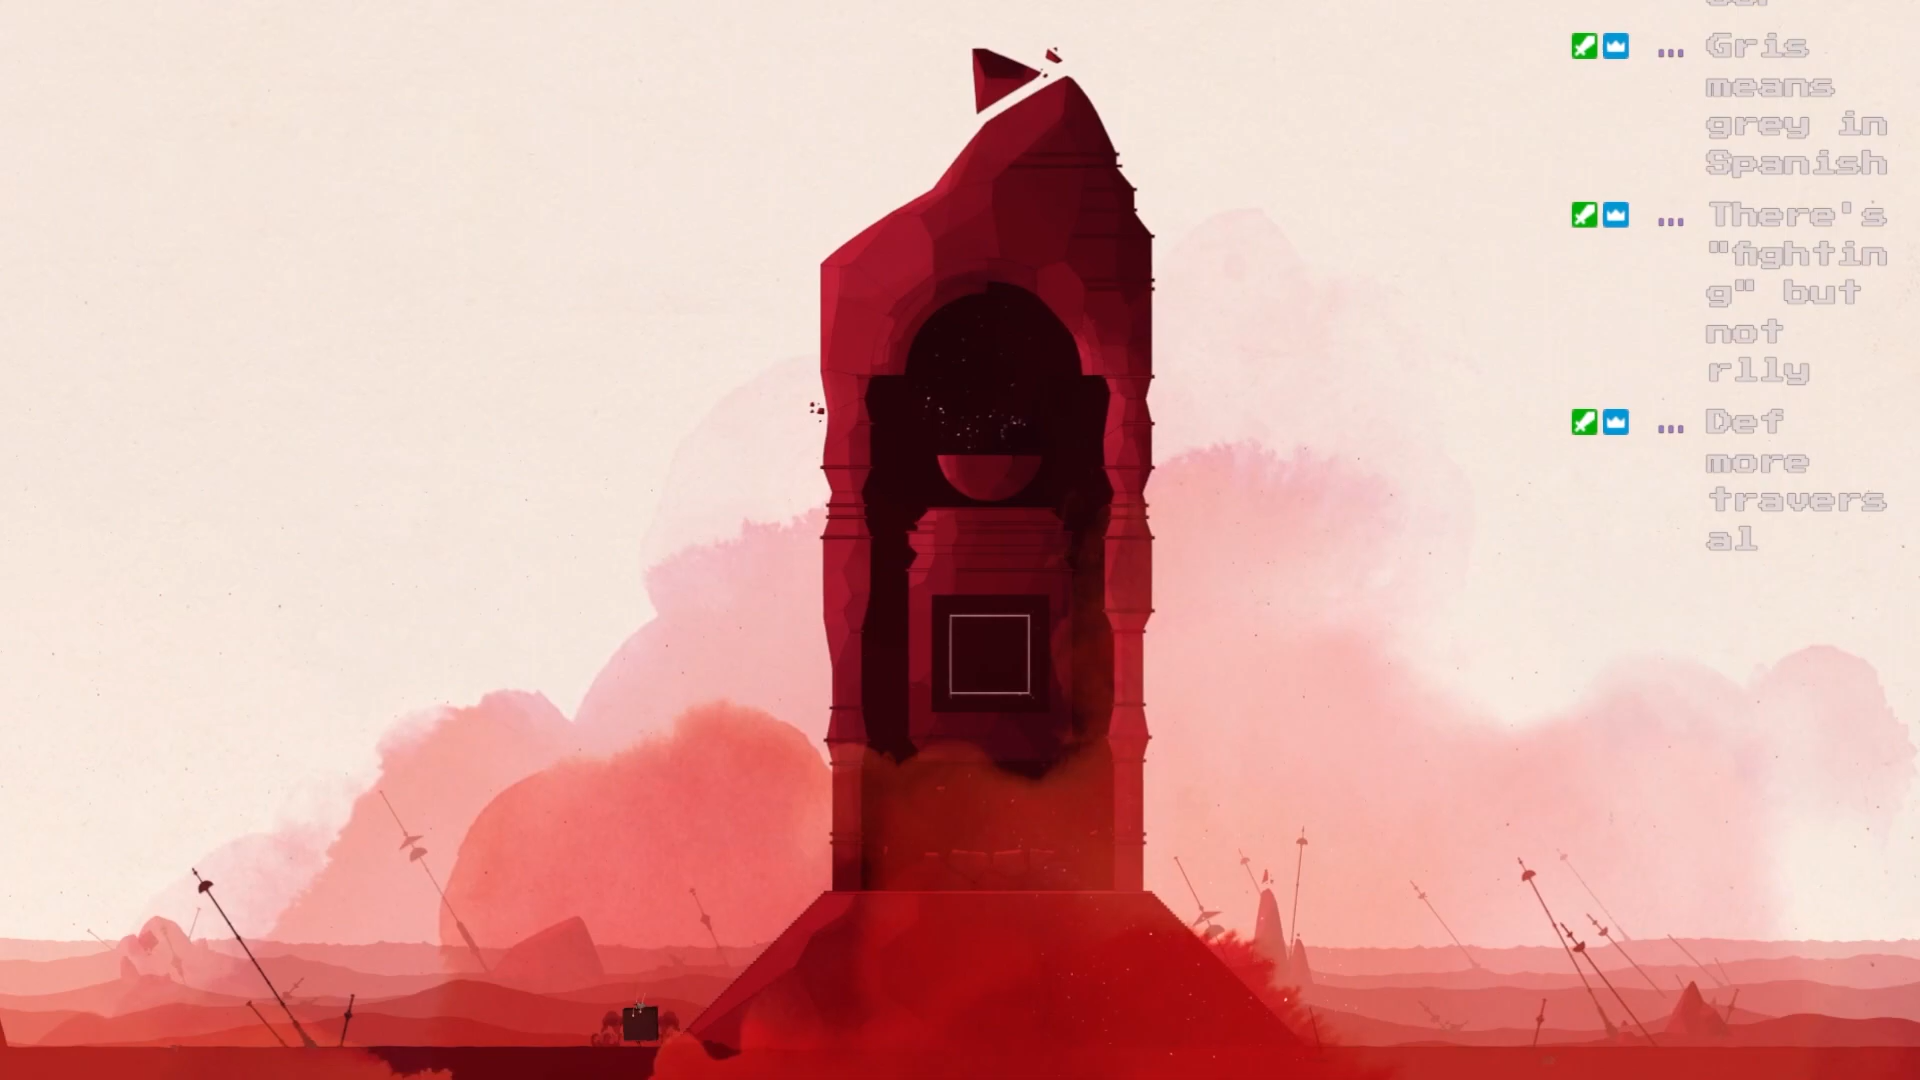 ... Gris
means
grey in
Spanish
... There's
"fightin
g" but
not
rlly
... Def
more
travers
al